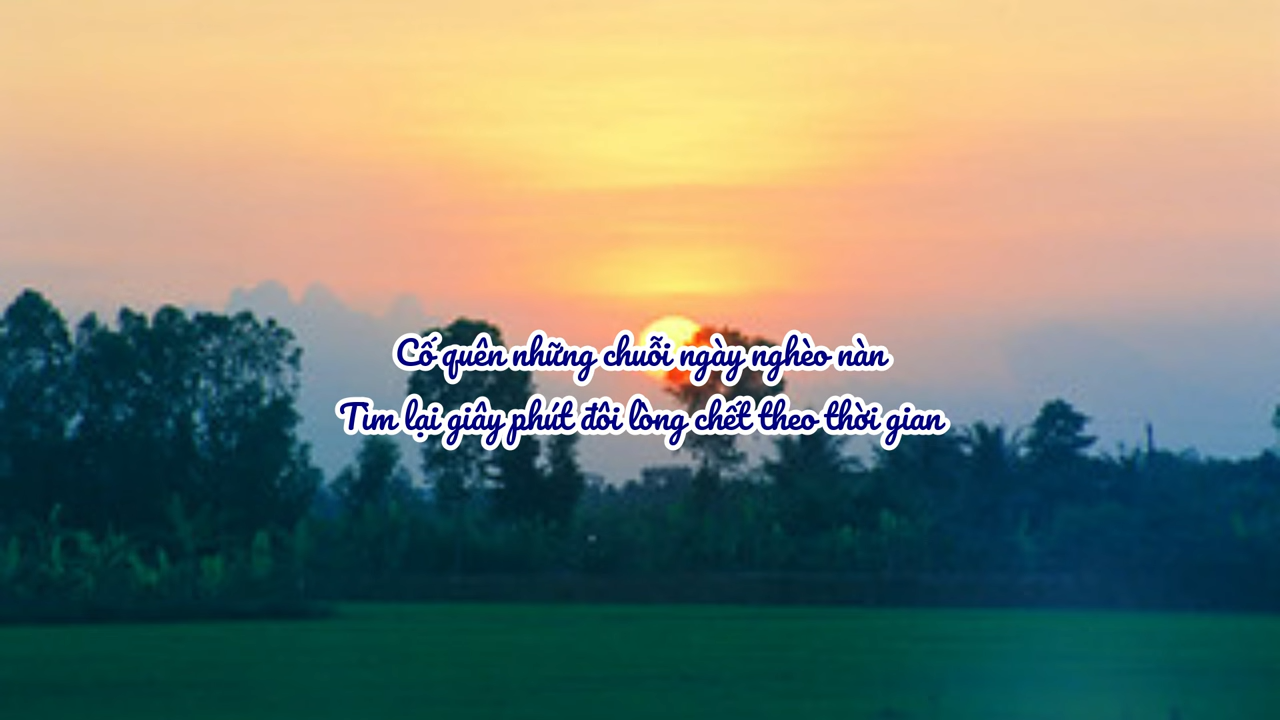 Cố quên những chuỗi ngày nghèo nàn
Tìm lại giây phút đôi lòng chết theo thời gian